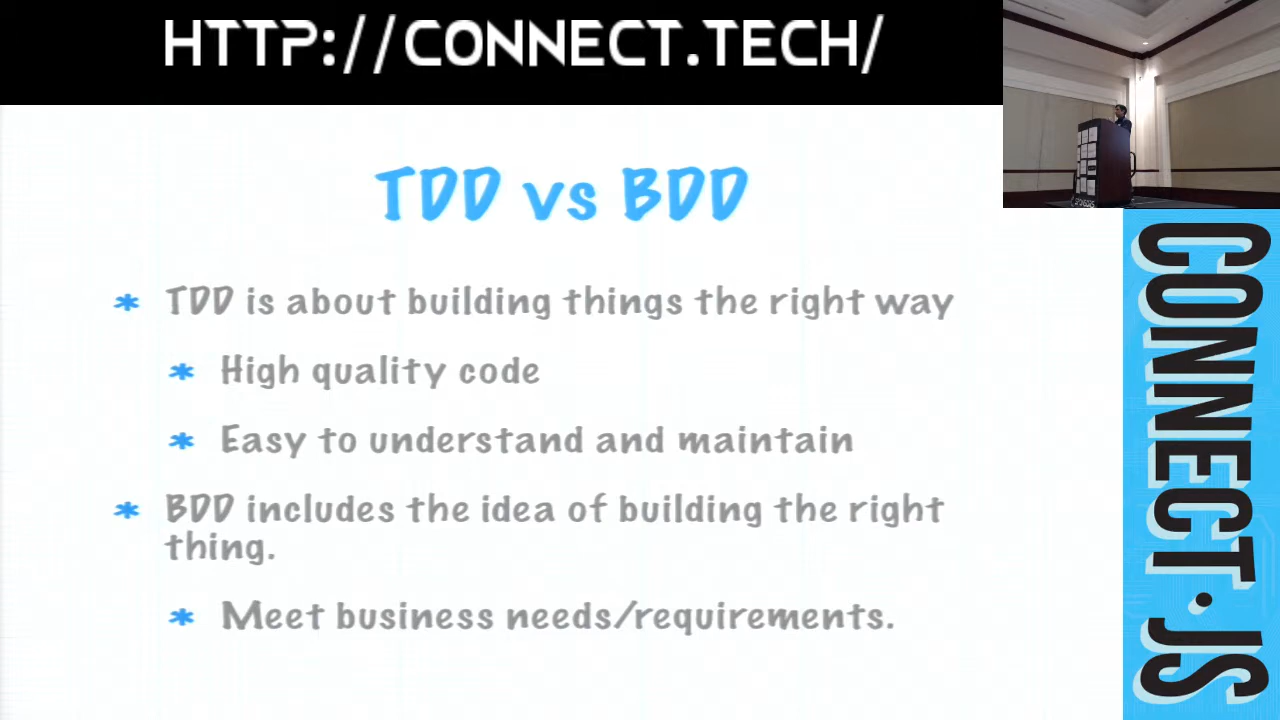 HTTP://CONNECT.TECH/
TDD vs BDD
* TDD is about building things the right way
* High quality code
* Easy to understand and maintain
* BDD includes the idea of building the right
thing.
* Meet business needs/requirements.
CONNECT.JS